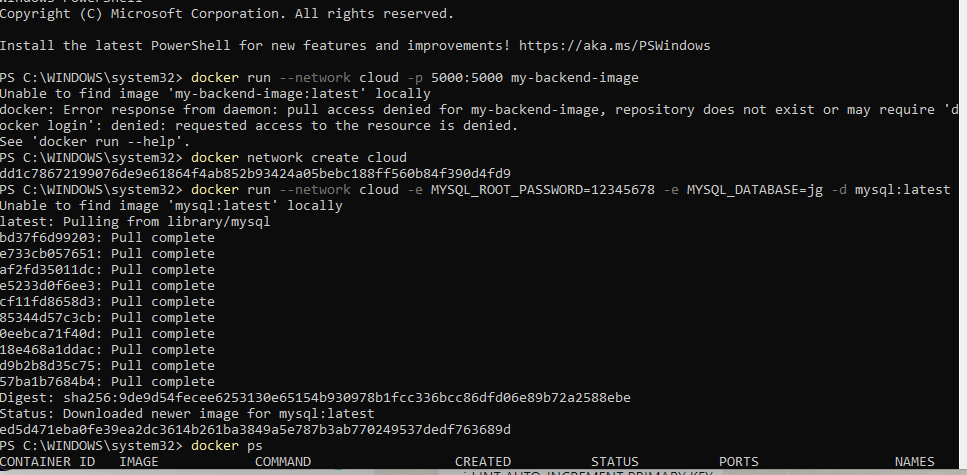 Windows PowerShell
Copyright (C) Microsoft Corporation. All rights reserved.
Install the latest PowerShell for new features and improvements! https://aka.ms/PSWindows
PS C:\WINDOWS\system32> docker run --network cloud -p 5000:5000 my-backend-image
Unable to find image 'my-backend-image:latest' locally
docker: Error response from daemon: pull access denied for my-backend-image, repository does not exist or may require 'd
ocker login': denied: requested access to the resource is denied.
See 'docker run --help'.
PS C:\WINDOWS\system32> docker network create cloud
dd1c78672199076de9e61864f4ab852b93424a05bebc188ff560b84f390d4fd9
PS C:\WINDOWS\system32> docker run --network cloud -e MYSQL_ROOT_PASSWORD=12345678 -e MYSQL_DATABASE=jg -d mysql:latest
Unable to find image 'mysql:latest' locally
latest: Pulling from library/mysql
bd37f6d99203: Pull complete
e733cb057651: Pull complete
af2fd35011dc: Pull complete
e5233d0f6ee3: Pull complete
cf11fd8658d3: Pull complete
85344d57c3cb: Pull complete
0eebca71f40d: Pull complete
18e468a1ddac: Pull complete
d9b2b8d35c75: Pull complete
57ba1b7684b4: Pull complete
Digest: sha256:9de9d54fecee6253130e65154b930978b1fcc336bcc86dfd06e89b72a2588ebe
Status: Downloaded newer image for mysql:latest
ed5d471eba0fe39ea2dc3614b261ba3849a5e787b3ab770249537dedf763689d
PS C:\WINDOWS\system32> docker ps
CONTAINER ID IMAGE COMMAND CREATED STATUS PORTS NAMES
INT AUTO_INCREMENT PRIMARY KEY